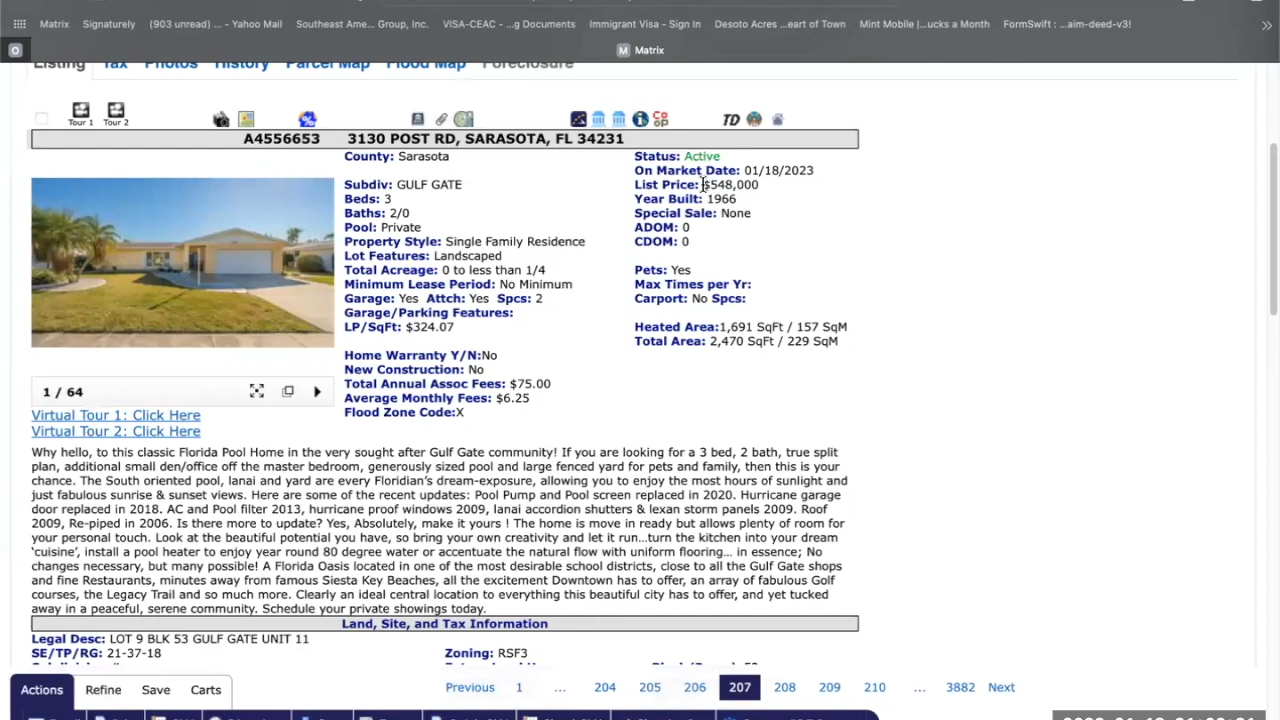 Matrix Signaturely (903 unread) ... - Yahoo Mail Southeast Ame... Group, Inc. VISA-CEAC - ...g Documents Immigrant Visa - Sign In Desoto Acres ...eart of Town Mint Mobile |...ucks a Month FormSwift : ...aim-deed-v3!
O M Matrix
Listing Tax Photos History Parcel Map Flood Map Foreclosure
Tour 1 Tour 2 TD
A4556653 3130 POST RD, SARASOTA, FL 34231
County: Sarasota Status: Active
On Market Date: 01/18/2023
Subdiv: GULF GATE List Price: $548,000
Beds: 3 Year Built: 1966
Baths: 2/0 Special Sale: None
Pool: Private ADOM: 0
Property Style: Single Family Residence CDOM: 0
Lot Features: Landscaped
Total Acreage: 0 to less than 1/4 Pets: Yes
Minimum Lease Period: No Minimum Max Times per Yr:
Garage: Yes Attch: Yes Spcs: 2 Carport: No Spcs:
Garage/Parking Features:
LP/SqFt: $324.07 Heated Area:1,691 SqFt / 157 SqM
Total Area: 2,470 SqFt / 229 SqM
Home Warranty Y/N:No
New Construction: No
Total Annual Assoc Fees: $75.00
1 / 64 Average Monthly Fees: $6.25
Flood Zone Code:X
Virtual Tour 1: Click Here
Virtual Tour 2: Click Here
Why hello, to this classic Florida Pool Home in the very sought after Gulf Gate community! If you are looking for a 3 bed, 2 bath, true split
plan, additional small den/office off the master bedroom, generously sized pool and large fenced yard for pets and family, then this is your
chance. The South oriented pool, lanai and yard are every Floridian's dream-exposure, allowing you to enjoy the most hours of sunlight and
just fabulous sunrise & sunset views. Here are some of the recent updates: Pool Pump and Pool screen replaced in 2020. Hurricane garage
door replaced in 2018. AC and Pool filter 2013, hurricane proof windows 2009, lanai accordion shutters & lexan storm panels 2009. Roof
2009, Re-piped in 2006. Is there more to update? Yes, Absolutely, make it yours ! The home is move in ready but allows plenty of room for
your personal touch. Look at the beautiful potential you have, so bring your own creativity and let it run...turn the kitchen into your dream
'cuisine', install a pool heater to enjoy year round 80 degree water or accentuate the natural flow with uniform flooring... in essence; No
changes necessary, but many possible! A Florida Oasis located in one of the most desirable school districts, close to all the Gulf Gate shops
and fine Restaurants, minutes away from famous Siesta Key Beaches, all the excitement Downtown has to offer, an array of fabulous Golf
courses, the Legacy Trail and so much more. Clearly an ideal central location to everything this beautiful city has to offer, and yet tucked
away in a peaceful, serene community. Schedule your private showings today.
Land, Site, and Tax Information
Legal Desc: LOT 9 BLK 53 GULF GATE UNIT 11
SE/TP/RG: 21-37-18 Zoning: RSF3
Actions Refine Save Carts Previous 1 ... 204 205 206 207 208 209 210 ... 3882 Next